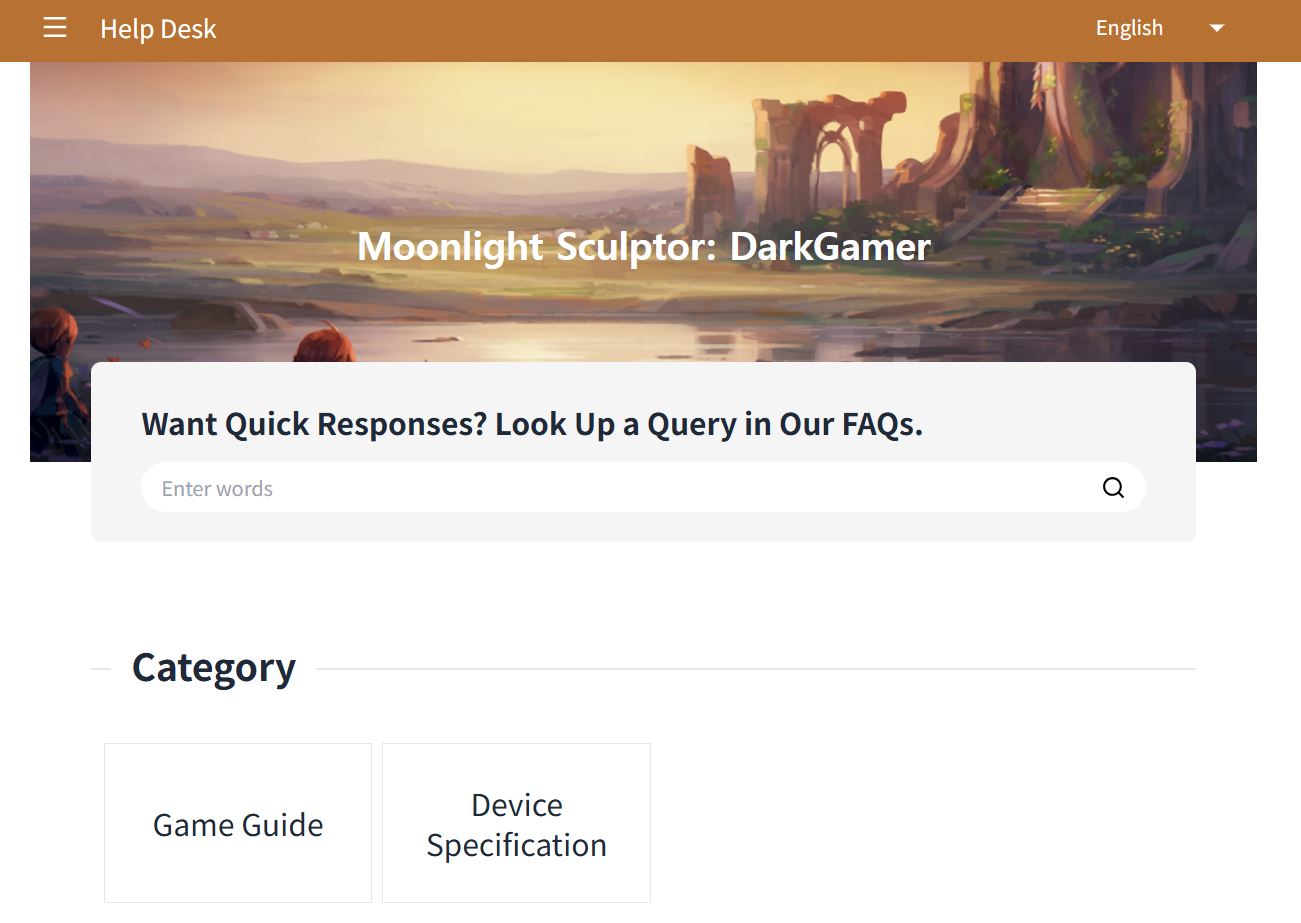 Help Desk
English
Moonlight Sculptor: DarkGamer
Want Quick Responses? Look Up a Query in Our FAQs.
Enter words
Category
Game Guide
Device
Specification